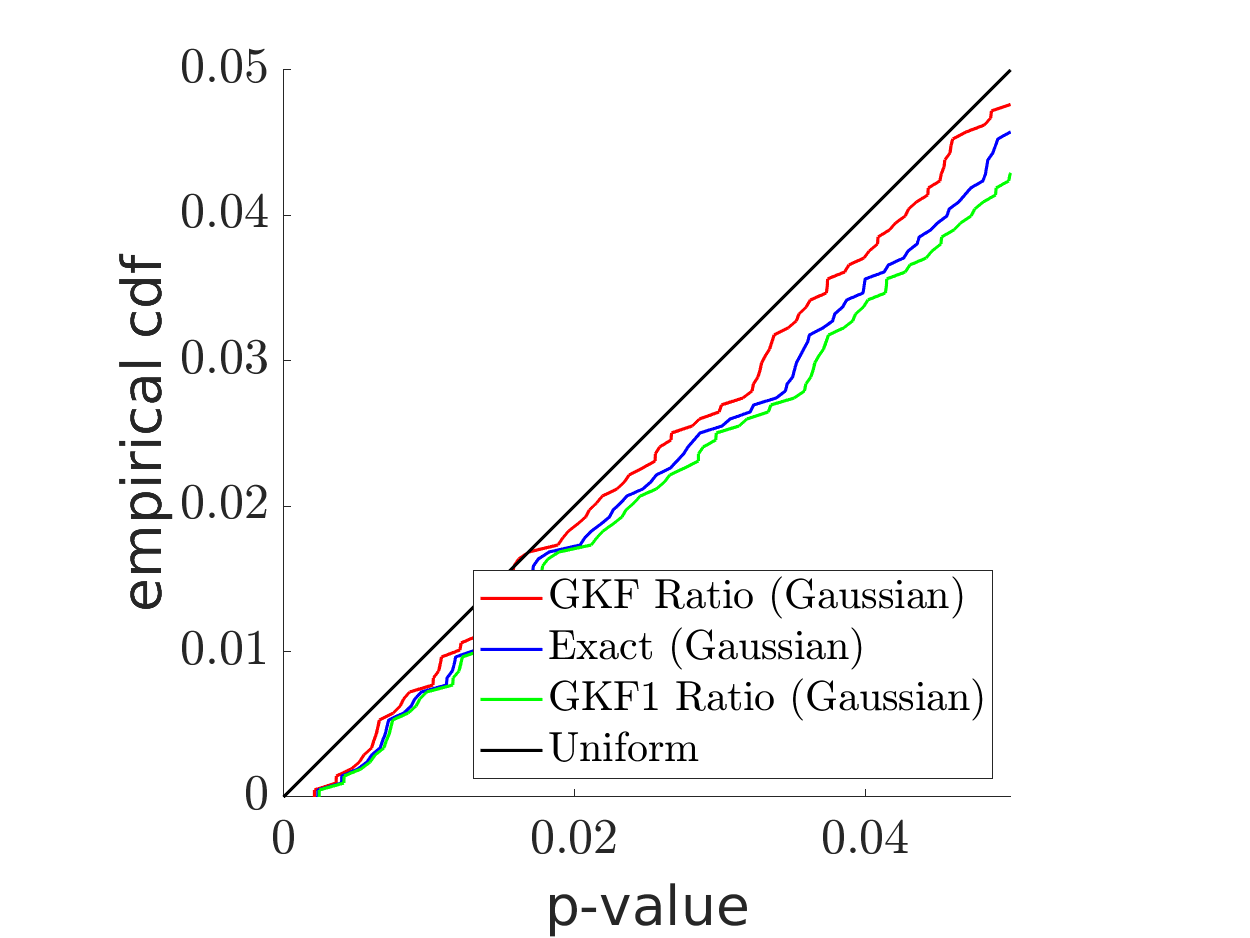 0.05
0.04
0.03
0.02
0.01
0
empirical cdf
GKF Ratio (Gaussian)
Exact (Gaussian)
GKF1 Ratio (Gaussian)
Uniform
0 0.02 0.04
p-value